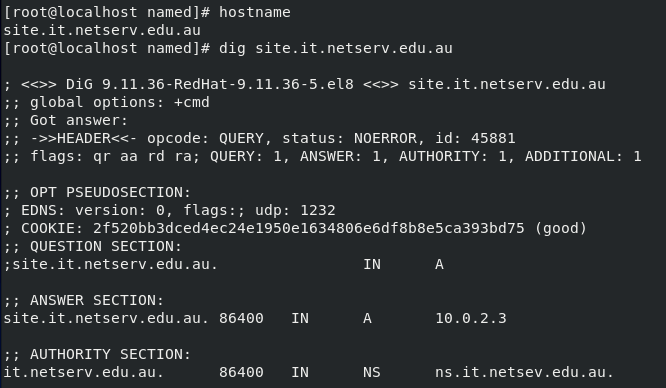 [root@localhost named]# hostname
site.it.netserv.edu.au
[root@localhost named]# dig site.it.netserv.edu.au
; <<>> DiG 9.11.36-RedHat-9.11.36-5.el8 <<>> site.it.netserv.edu.au
;; global options: +cmd
;; Got answer:
;; ->>HEADER<<- opcode: QUERY, status: NOERROR, id: 45881
;; flags: qr aa rd ra; QUERY: 1, ANSWER: 1, AUTHORITY: 1, ADDITIONAL: 1
;; OPT PSEUDOSECTION:
; EDNS: version: 0, flags:; udp: 1232
; COOKIE: 2f520bb3dced4ec24e1950e1634806e6df8b8e5ca393bd75 (good)
;; QUESTION SECTION:
;site.it.netserv.edu.au. IN A
;; ANSWER SECTION:
site.it.netserv.edu.au. 86400 IN A 10.0.2.3
;; AUTHORITY SECTION:
it.netserv.edu.au. 86400 IN NS ns.it.netsev.edu.au.